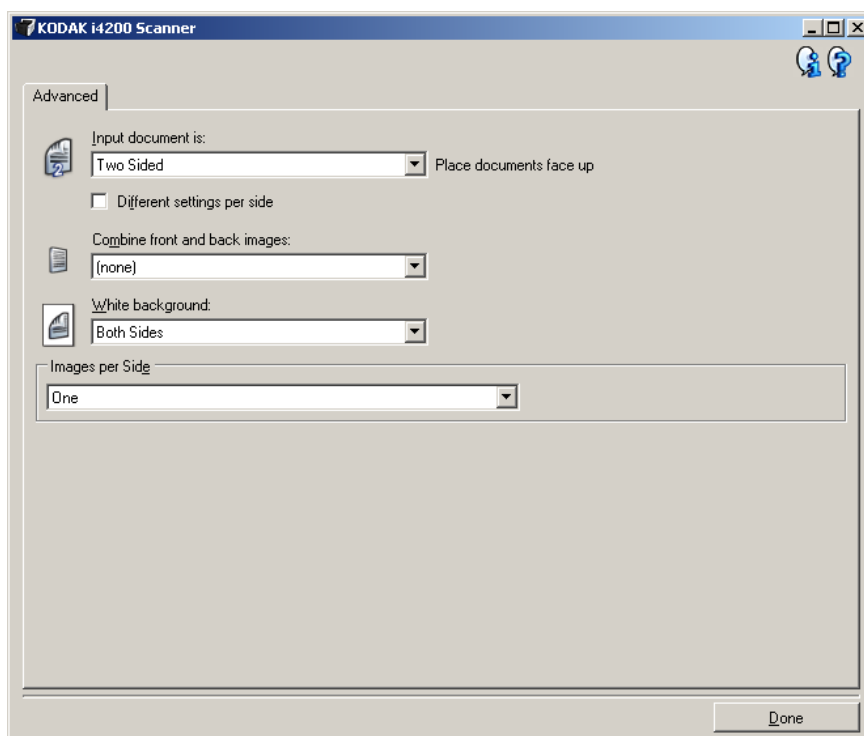 KODAK i4200 Scanner
Advanced
Input document is:
Two Sided
Place documents face up
Different settings per side
Combine front and back images:
(none)
White background:
Both Sides
Images per Side
One
Done